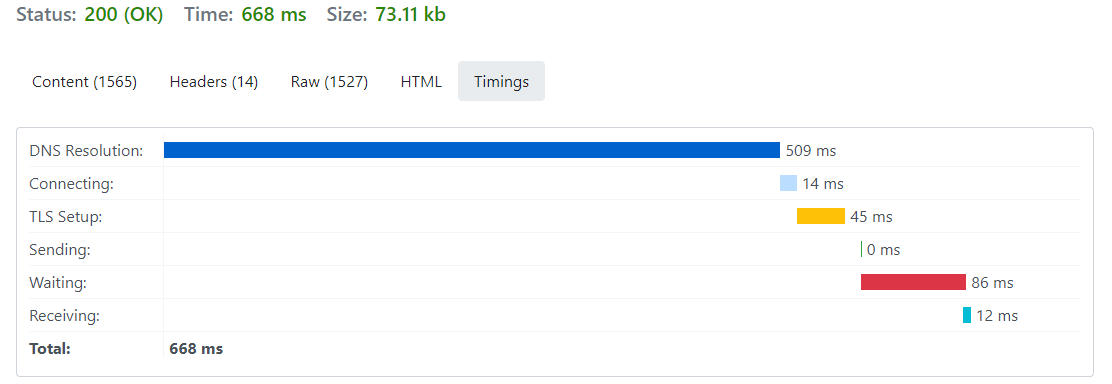 Status: 200 (OK) Time: 668 ms Size: 73.11 kb
Content (1565) Headers (14) Raw (1527) HTML Timings
DNS Resolution: 509 ms
Connecting: 14 ms
TLS Setup: 45 ms
Sending: 0 ms
Waiting: 86 ms
Receiving: 12 ms
Total: 668 ms